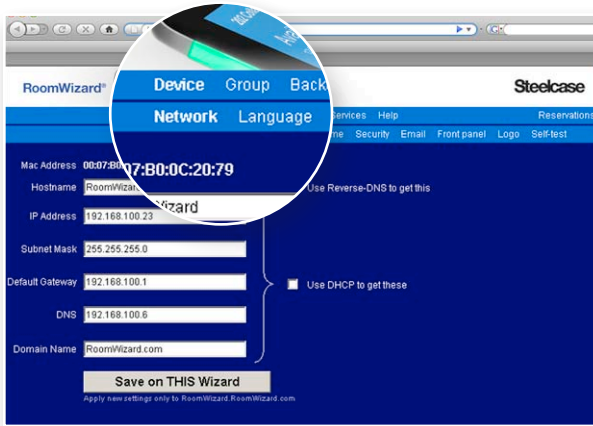 RoomWizard®
Steelcase
Device Group Back
Services Help
Reservations
Network Language
me Security Email Front panel Logo Self-test
Mac Address 00:07:B0
07:B0:0C:20:79
Hostname RoomWizard
Use Reverse-DNS to get this
Wizard
IP Address 192.168.100.23
Subnet Mask 255.255.255.0
Default Gateway 192.168.100.1
Use DHCP to get these
DNS 192.168.100.6
Domain Name RoomWizard.com
Save on THIS Wizard
Apply new settings only to RoomWizard.RoomWizard.com